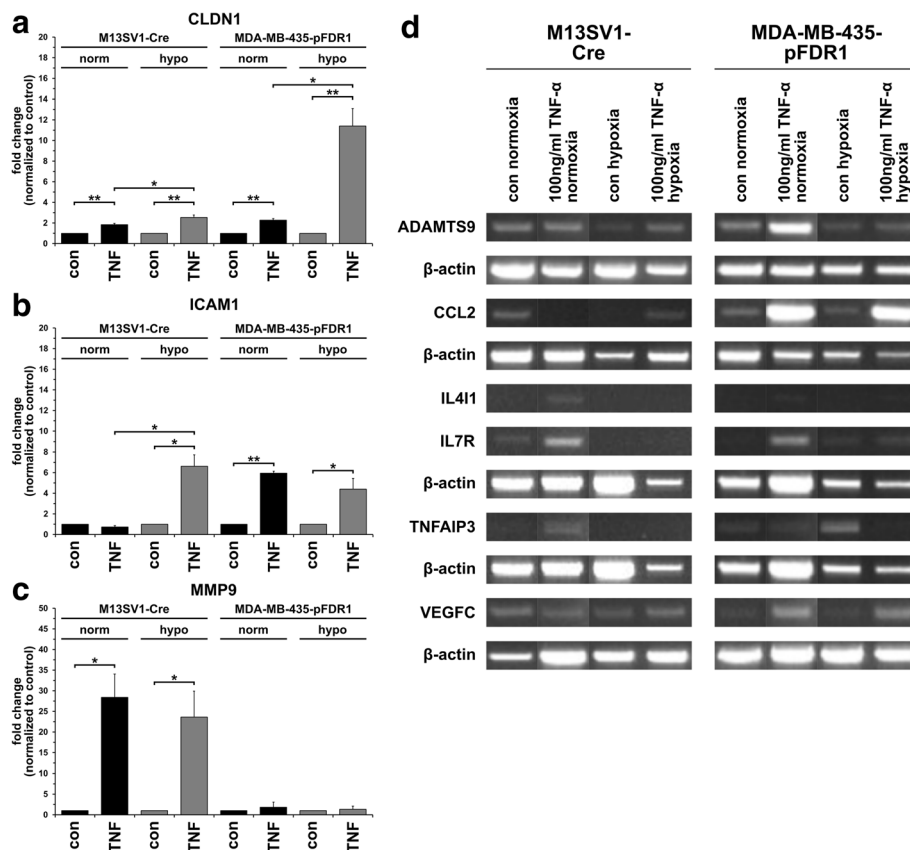 a
CLDN1
M13SV1-Cre MDA-MB-435-pFDR1
norm hypo norm hypo
fold change
(normalized to control)
20
18
16
14
12
10
8
6
4
2
0
* **
* ** ** **
con TNF con TNF con TNF con TNF
b
ICAM1
M13SV1-Cre MDA-MB-435-pFDR1
norm hypo norm hypo
fold change
(normalized to control)
20
18
16
14
12
10
8
6
4
2
0
* * ** *
con TNF con TNF con TNF con TNF
c
MMP9
M13SV1-Cre MDA-MB-435-pFDR1
norm hypo norm hypo
fold change
(normalized to control)
50
45
40
35
30
25
20
15
10
5
0
* *
con TNF con TNF con TNF con TNF
d
M13SV1-
Cre
MDA-MB-435-
pFDR1
con normoxia
100ng/ml TNF-α
normoxia
con hypoxia
100ng/ml TNF-α
hypoxia
con normoxia
100ng/ml TNF-α
normoxia
con hypoxia
100ng/ml TNF-α
hypoxia
ADAMTS9
β-actin
CCL2
β-actin
IL4I1
IL7R
β-actin
TNFAIP3
β-actin
VEGFC
β-actin